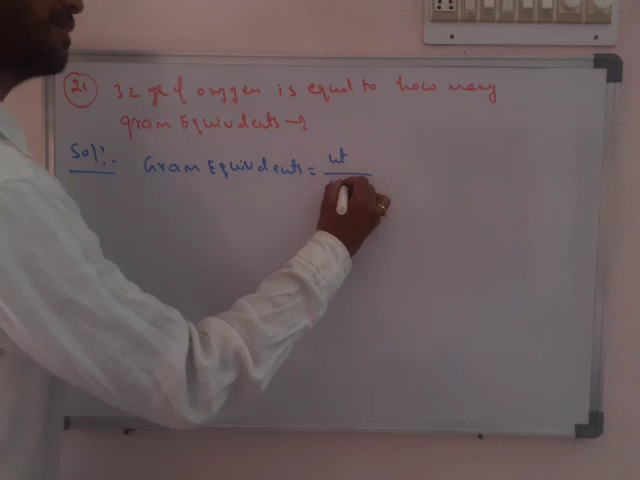 21 32 gr of oxygen is equal to how many
gram Equivalents →
Sol:- Gram Equivalents = wt